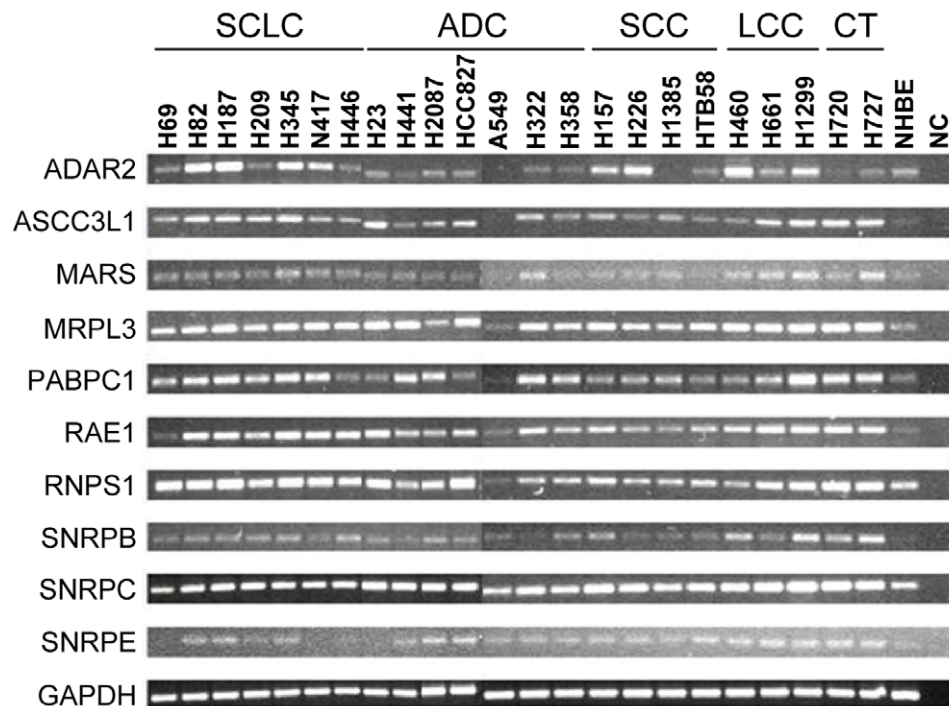 SCLC ADC SCC LCC CT
H69 H82 H187 H209 H345 N417 H446 H23 H441 H2087 HCC827 A549 H322 H358 H157 H226 H1385 HTB58 H460 N661 H1299 H720 H727 NHBE NC
ADAR2
ASCC3L1
MARS
MRPL3
PABPC1
RAE1
RNPS1
SNRPB
SNRPC
SNRPE
GAPDH